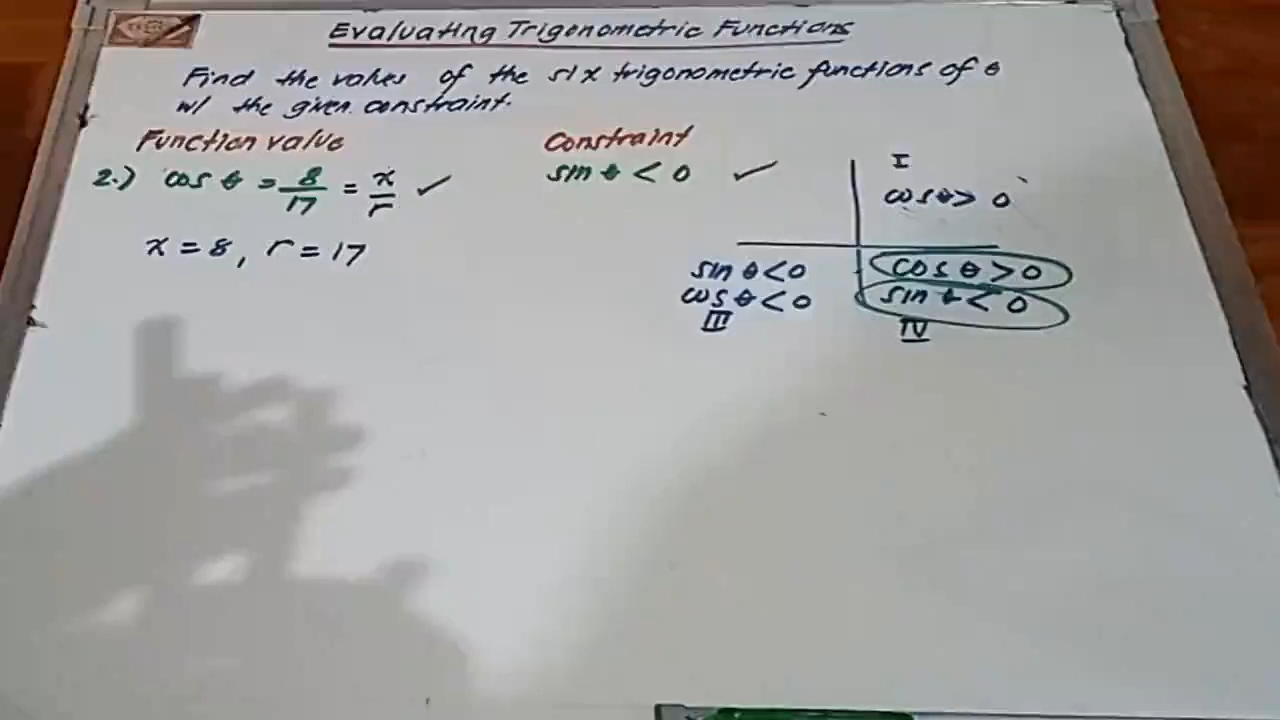 Evaluating Trigonometric Functions
Find the values of the six trigonometric functions of θ
w/ the given constraint.
Function value
Constraint
2.) cos θ = 8/17 = x/r ✓
sin θ < 0 ✓
x = 8, r = 17
I
cos θ > 0
sin θ < 0
cos θ < 0
III
cos θ > 0
sin θ < 0
IV